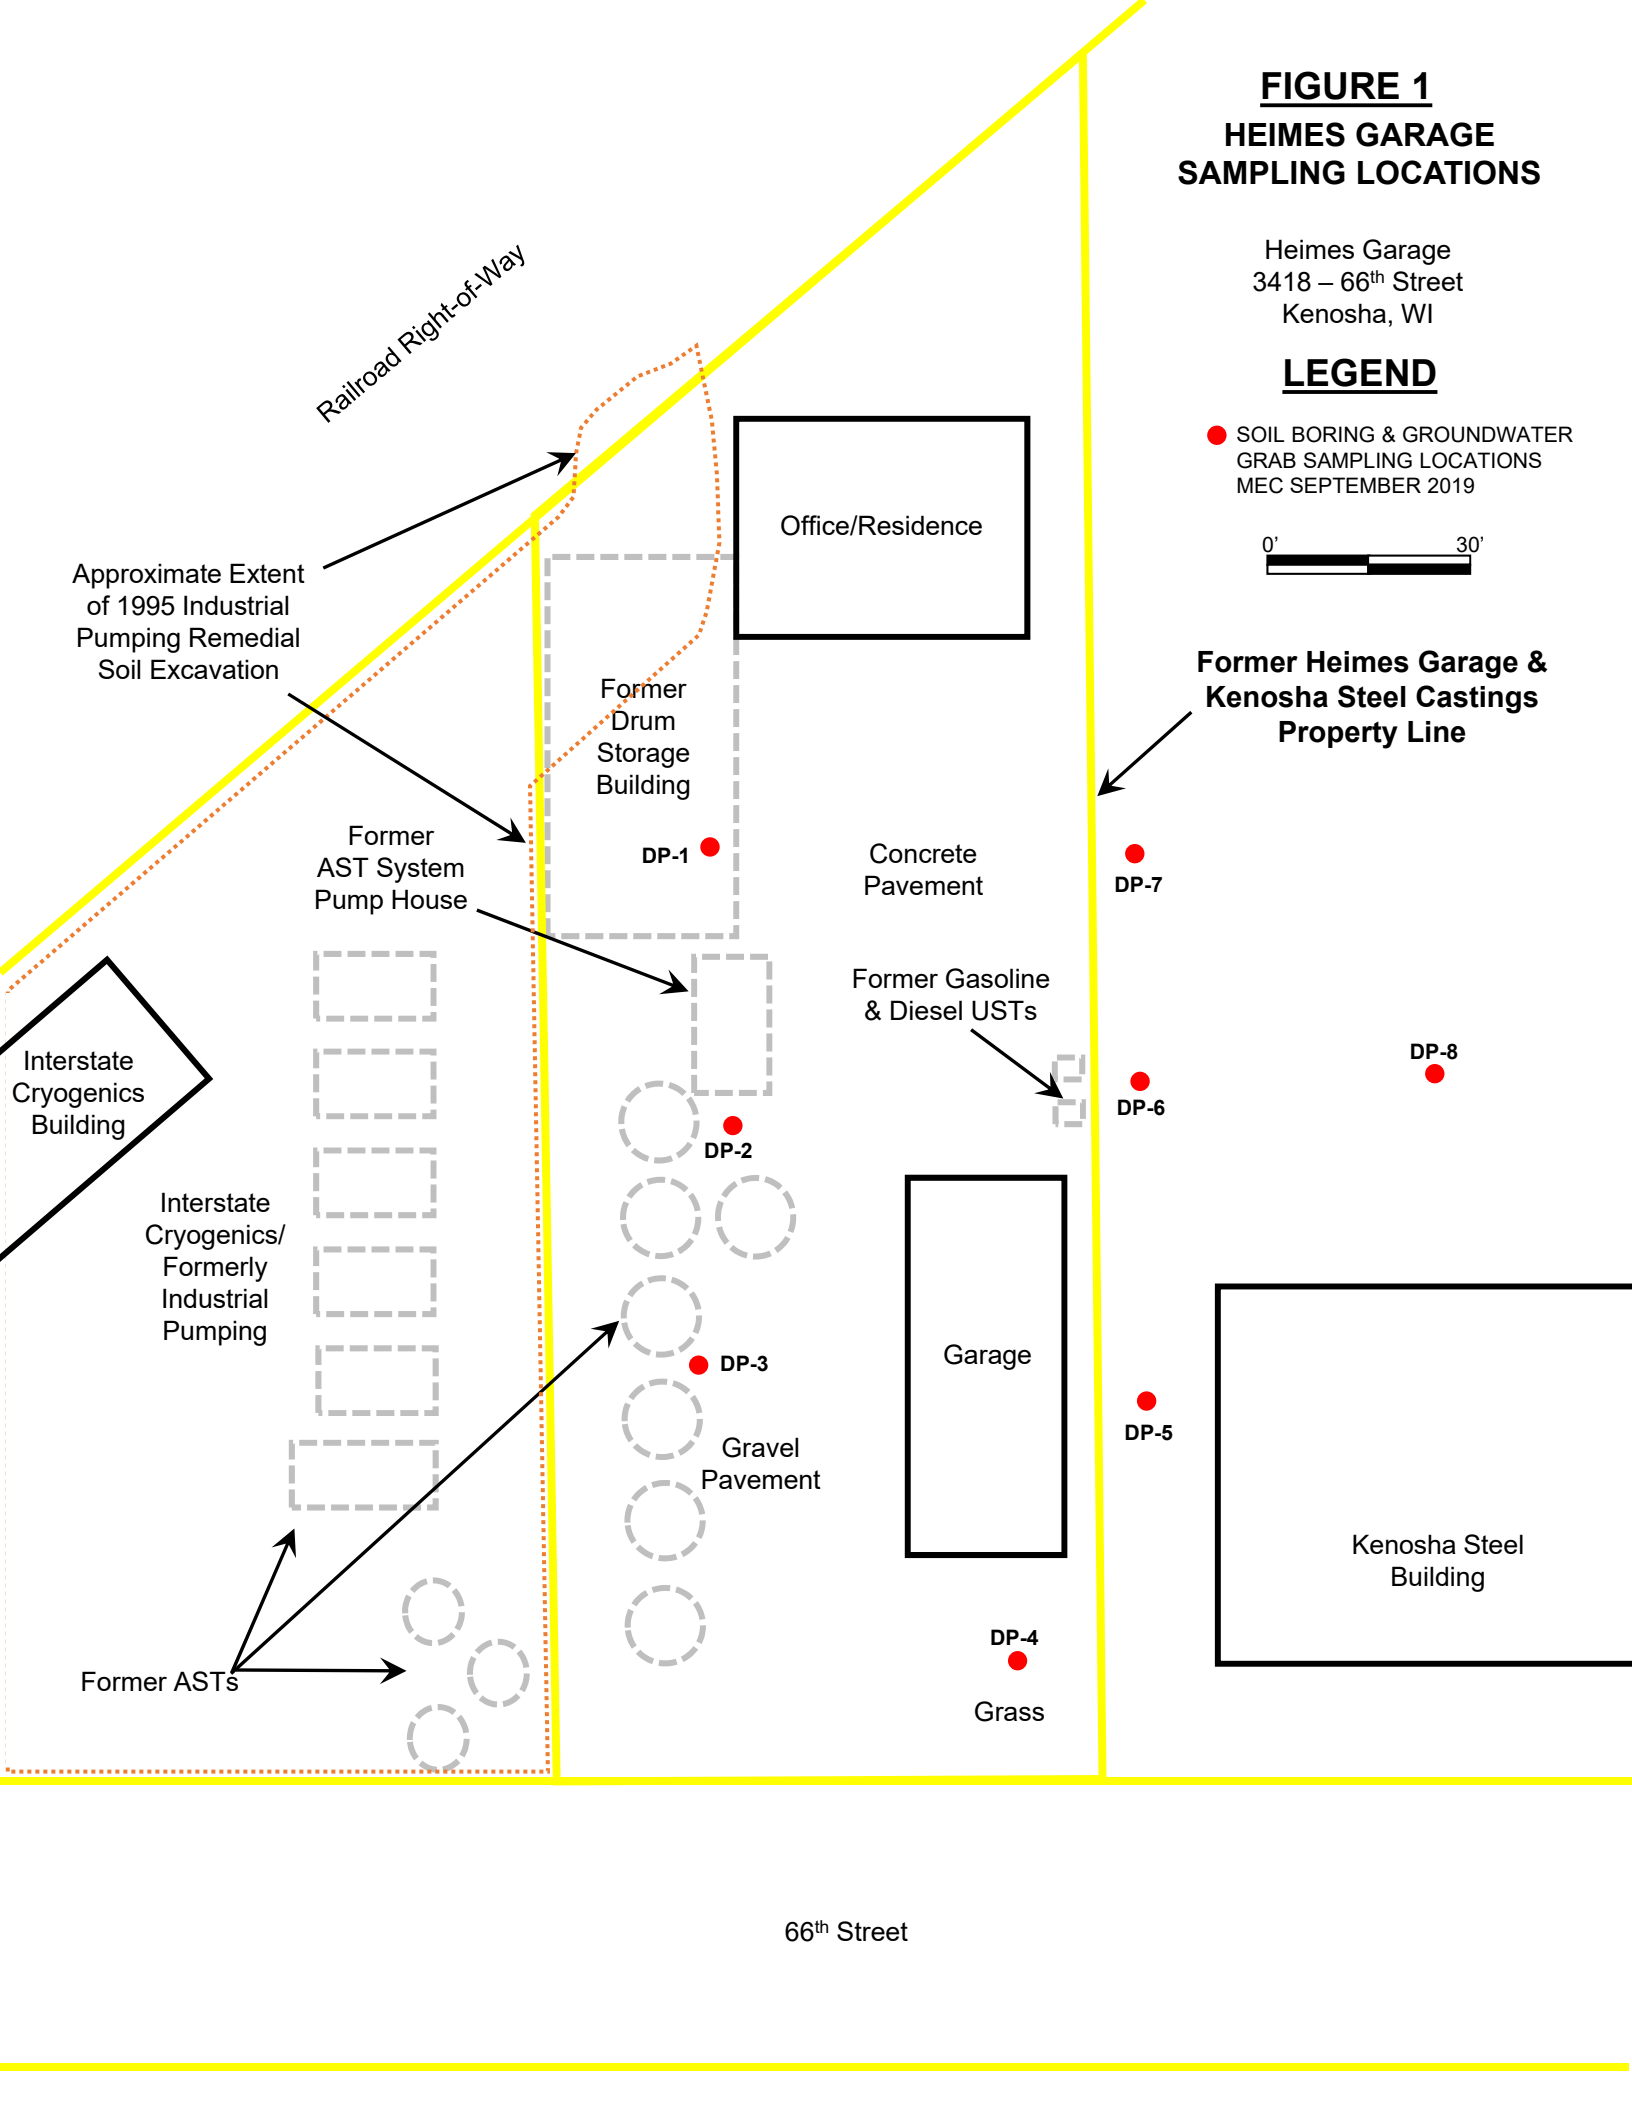 FIGURE 1
HEIMES GARAGE
SAMPLING LOCATIONS
Heimes Garage
3418 – 66th Street
Kenosha, WI
LEGEND
SOIL BORING & GROUNDWATER
GRAB SAMPLING LOCATIONS
MEC SEPTEMBER 2019
0’ 30’
Railroad Right-of-Way
Office/Residence
Approximate Extent
of 1995 Industrial
Pumping Remedial
Soil Excavation
Former Heimes Garage &
Kenosha Steel Castings
Property Line
Former
Drum
Storage
Building
DP-1
Former
AST System
Pump House
Concrete
Pavement
DP-7
Former Gasoline
& Diesel USTs
DP-8
DP-6
Interstate
Cryogenics
Building
DP-2
Interstate
Cryogenics/
Formerly
Industrial
Pumping
Garage
DP-3
DP-5
Gravel
Pavement
Kenosha Steel
Building
DP-4
Former ASTs
Grass
66th Street